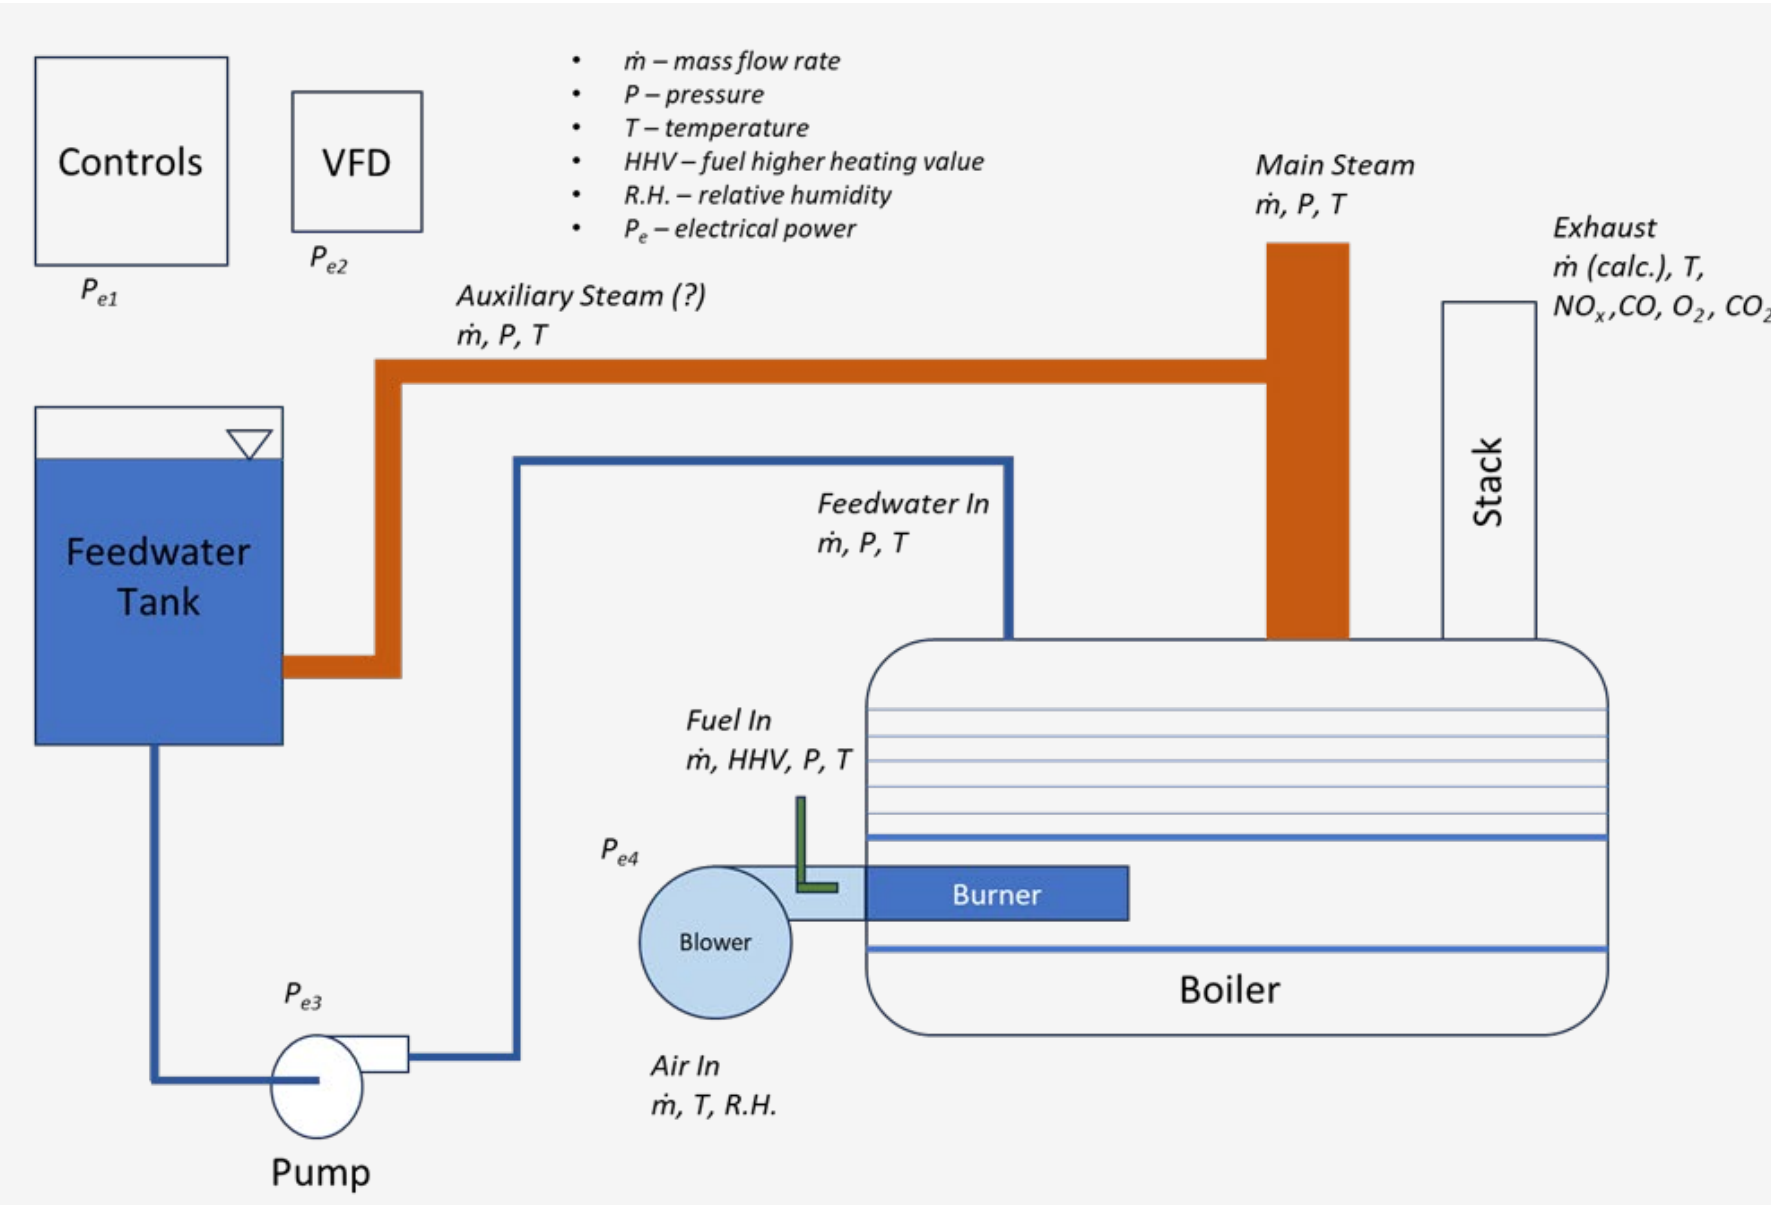 • ṁ – mass flow rate
• P – pressure
• T – temperature
• HHV – fuel higher heating value
• R.H. – relative humidity
• Pe – electrical power
Controls
Pe1
VFD
Pe2
Main Steam
ṁ, P, T
Exhaust
ṁ (calc.), T,
NOx,CO, O2, CO2
Auxiliary Steam (?)
ṁ, P, T
Stack
Feedwater
Tank
Feedwater In
ṁ, P, T
Fuel In
ṁ, HHV, P, T
Pe4
Burner
Blower
Boiler
Pe3
Air In
ṁ, T, R.H.
Pump